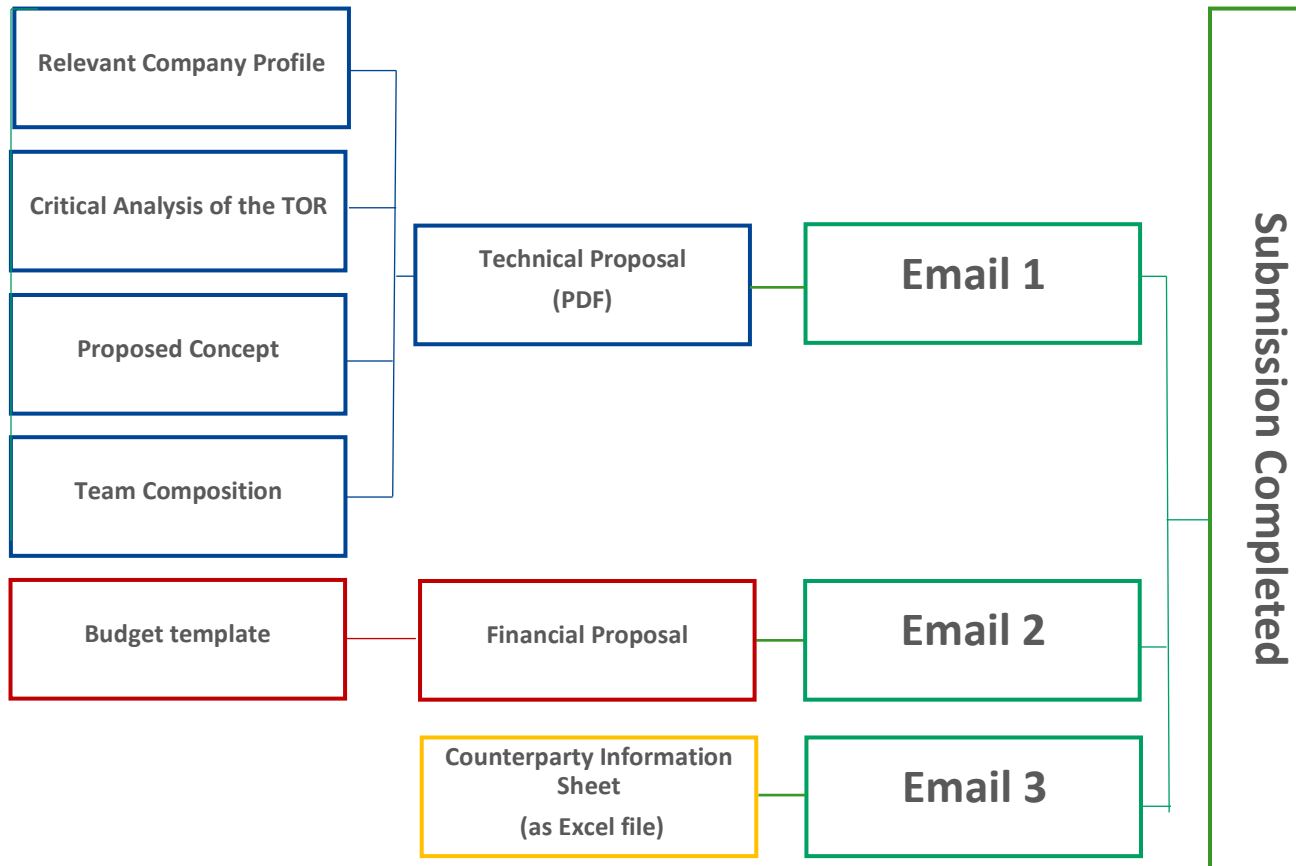 Relevant Company Profile
Critical Analysis of the TOR
Proposed Concept
Team Composition
Technical Proposal
(PDF)
Email 1
Budget template
Financial Proposal
Email 2
Counterparty Information
Sheet
(as Excel file)
Email 3
Submission Completed